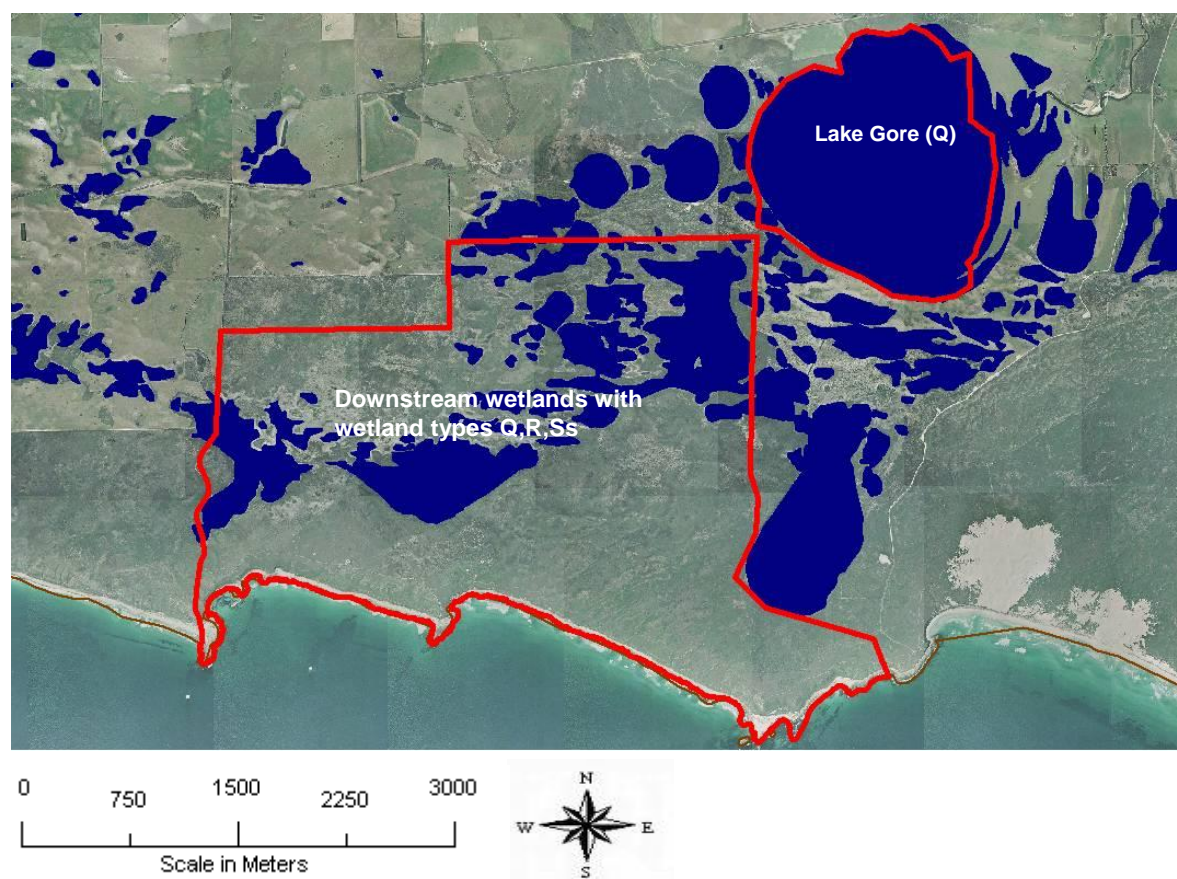 Lake Gore (Q)
Downstream wetlands with
wetland types Q,R,Ss
0 750 1500 2250 3000
Scale in Meters
N
W E
S